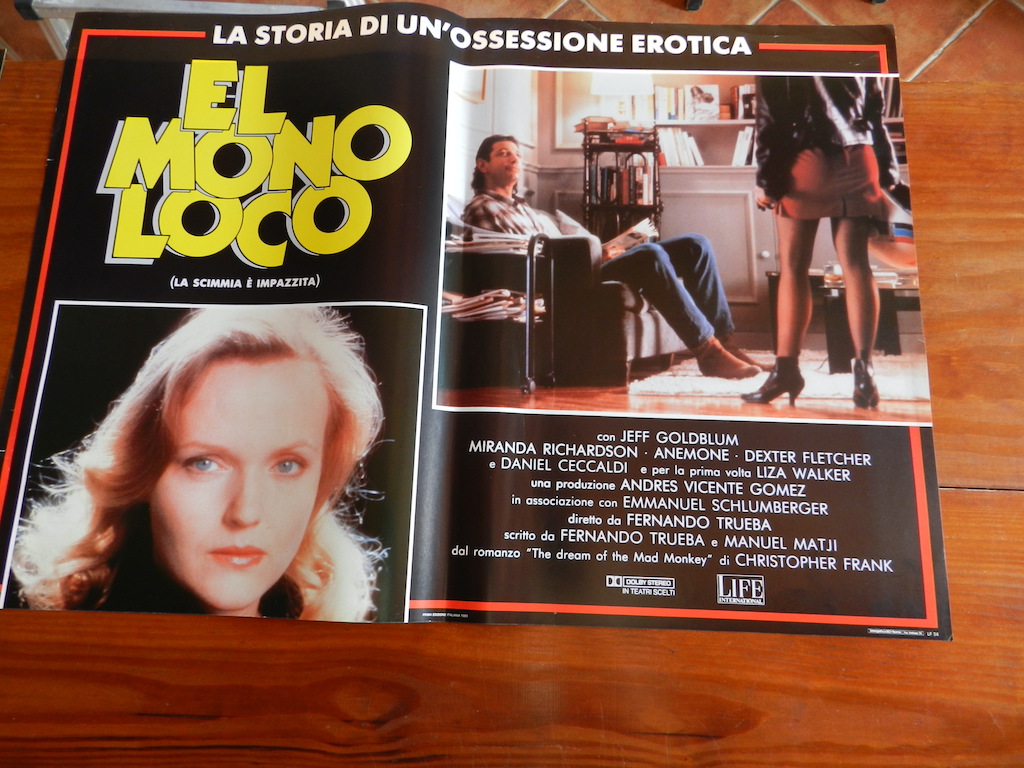 LA STORIA DI UN'OSSESSIONE EROTICA
EL
MONO
LOCO
(LA SCIMMIA È IMPAZZITA)
con JEFF GOLDBLUM
MIRANDA RICHARDSON · ANEMONE · DEXTER FLETCHER
e DANIEL CECCALDI e per la prima volta LIZA WALKER
una produzione ANDRES VICENTE GOMEZ
in associazione con EMMANUEL SCHLUMBERGER
diretto da FERNANDO TRUEBA
scritto da FERNANDO TRUEBA e MANUEL MATJI
dal romanzo "The dream of the Mad Monkey" di CHRISTOPHER FRANK
DOLBY STEREO
IN TEATRI SCELTI
LIFE
INTERNATIONAL